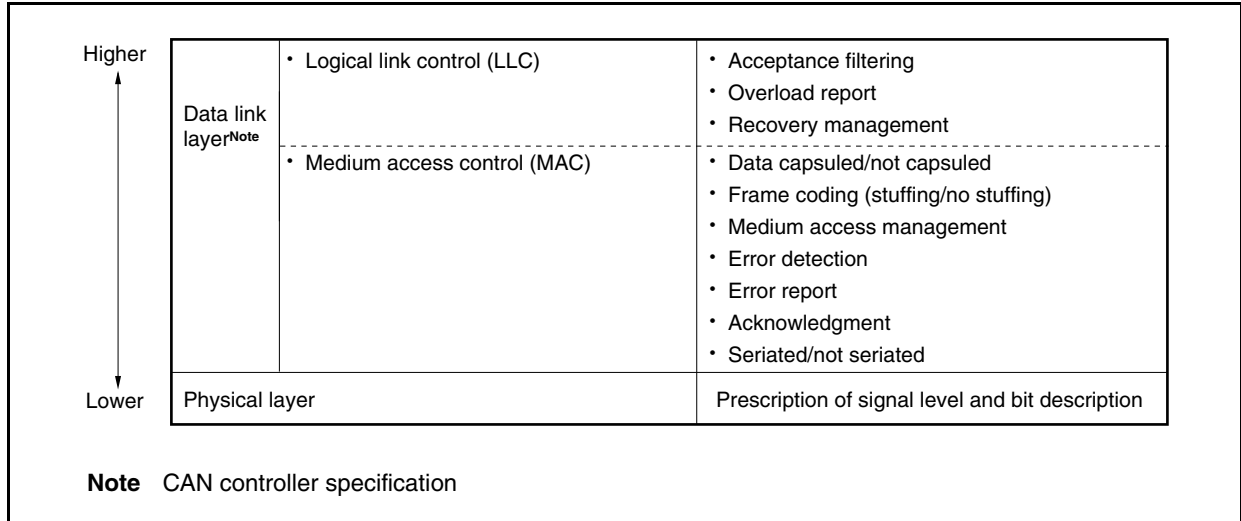 Higher
Data link
layerNote
• Logical link control (LLC)
• Acceptance filtering
• Overload report
• Recovery management
• Medium access control (MAC)
• Data capsuled/not capsuled
• Frame coding (stuffing/no stuffing)
• Medium access management
• Error detection
• Error report
• Acknowledgment
• Seriated/not seriated
Lower
Physical layer
Prescription of signal level and bit description
Note CAN controller specification